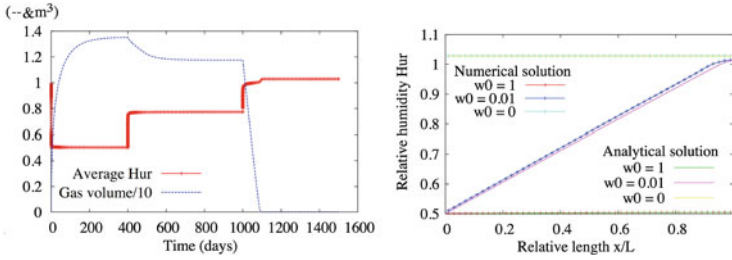 (--&m³)
1.4
1.2
1
0.8
0.6
0.4
0.2
0
Average Hur
Gas volume/10
0 200 400 600 800 1000 1200 1400 1600
Time (days)
Relative humidity Hur
1.1
1
0.9
0.8
0.7
0.6
0.5
Numerical solution
w0 = 1
w0 = 0.01
w0 = 0
Analytical solution
w0 = 1
w0 = 0.01
w0 = 0
0 0.2 0.4 0.6 0.8
Relative length x/L